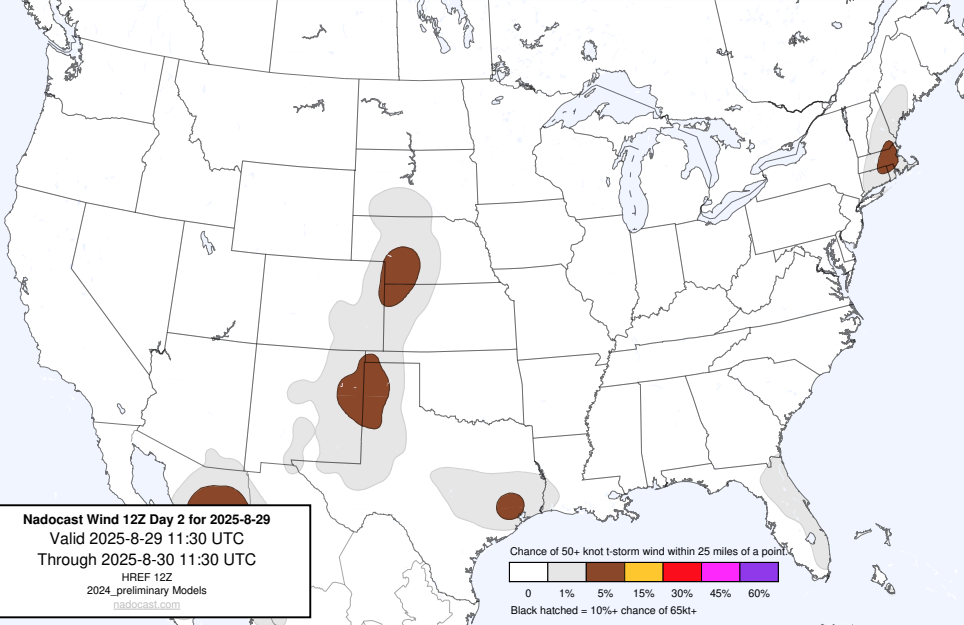 Nadocast Wind 12Z Day 2 for 2025-8-29
Valid 2025-8-29 11:30 UTC
Through 2025-8-30 11:30 UTC
HREF 12Z
2024_preliminary Models
nadocast.com
Chance of 50+ knot t-storm wind within 25 miles of a point.
0 1% 5% 15% 30% 45% 60%
Black hatched = 10%+ chance of 65kt+